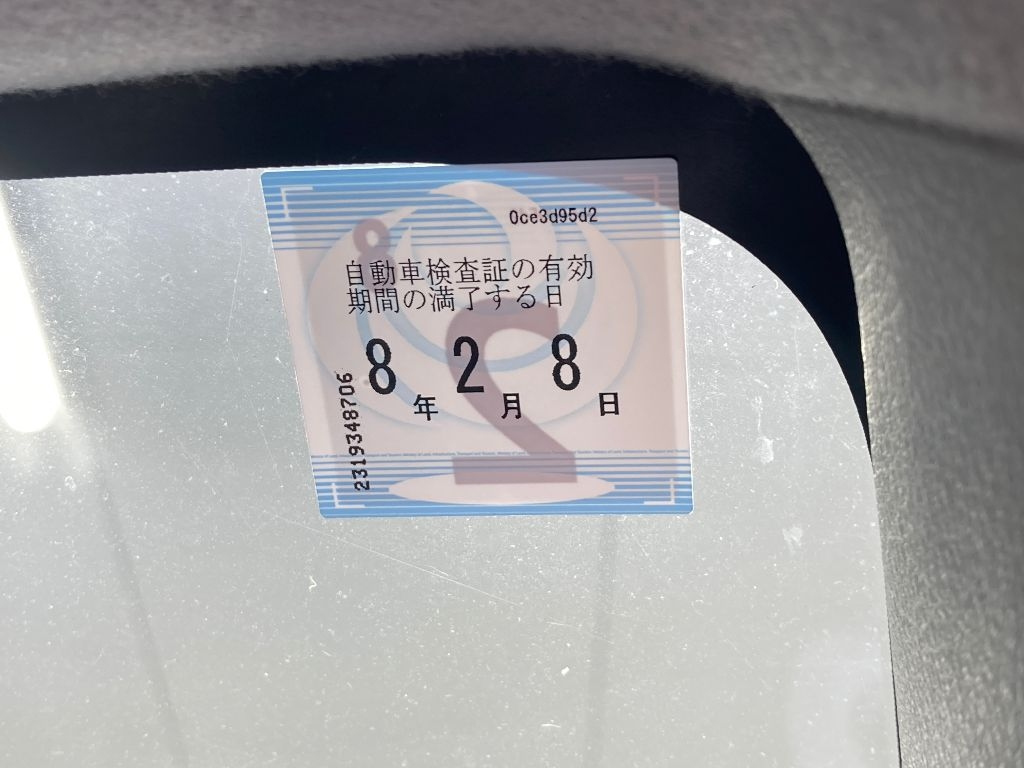 0ce3d95d2
自動車検査証の有効
期間の満了する日
8年 2月 8日
2319348706